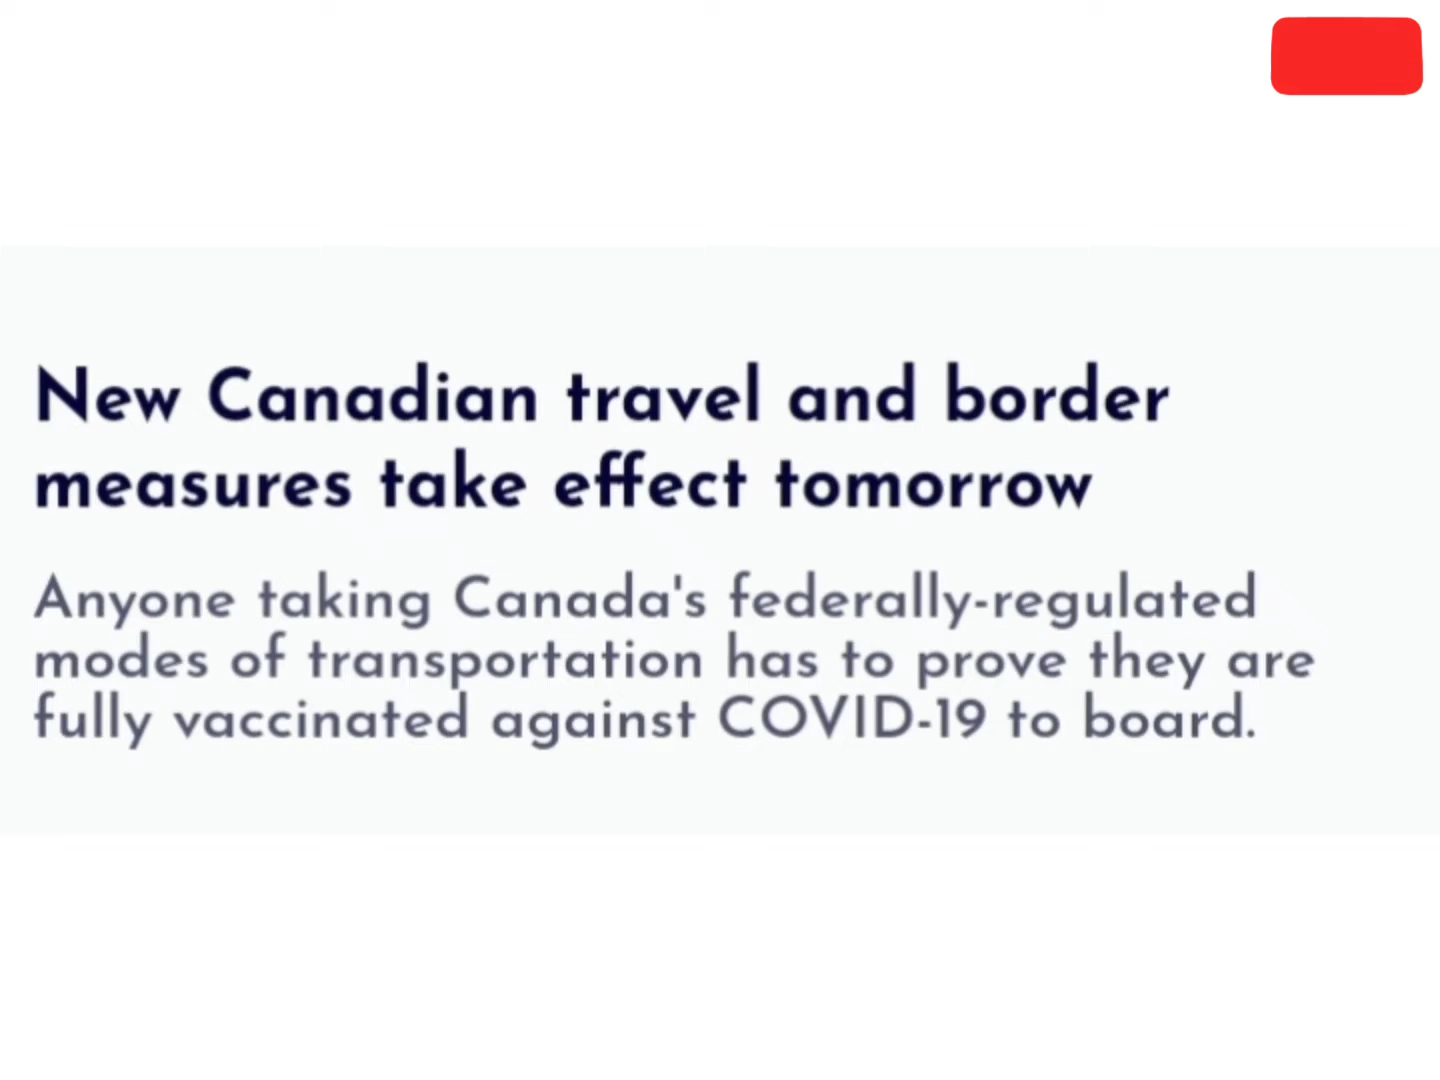 New Canadian travel and border
measures take effect tomorrow
Anyone taking Canada's federally-regulated
modes of transportation has to prove they are
fully vaccinated against COVID-19 to board.